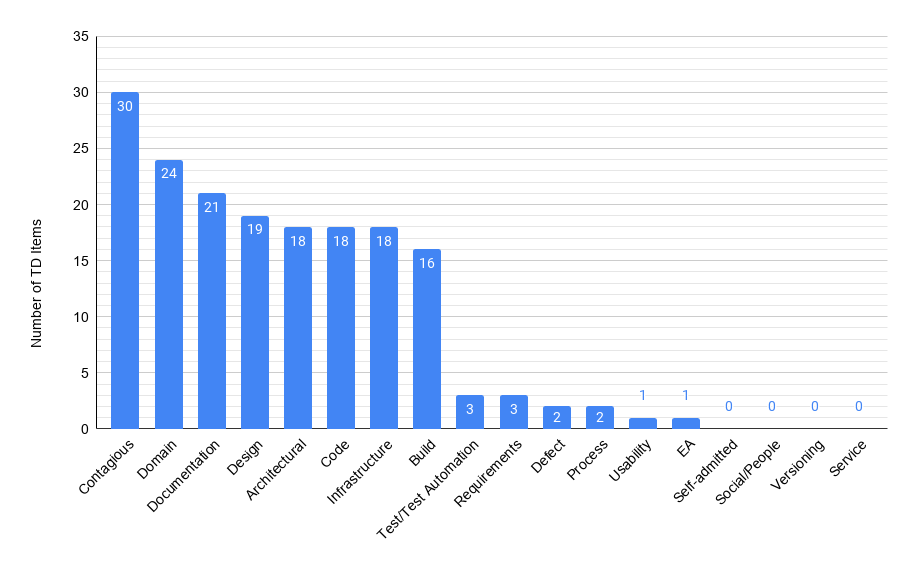 Number of TD Items
35
30
25
20
15
10
5
0
30
24
21
19
18
18
18
16
3
3
2
2
1
1
0
0
0
0
Contagious
Domain
Documentation
Design
Architectural
Code
Infrastructure
Build
Test/Test Automation
Requirements
Defect
Process
Usability
EA
Self-admitted
Social/People
Versioning
Service